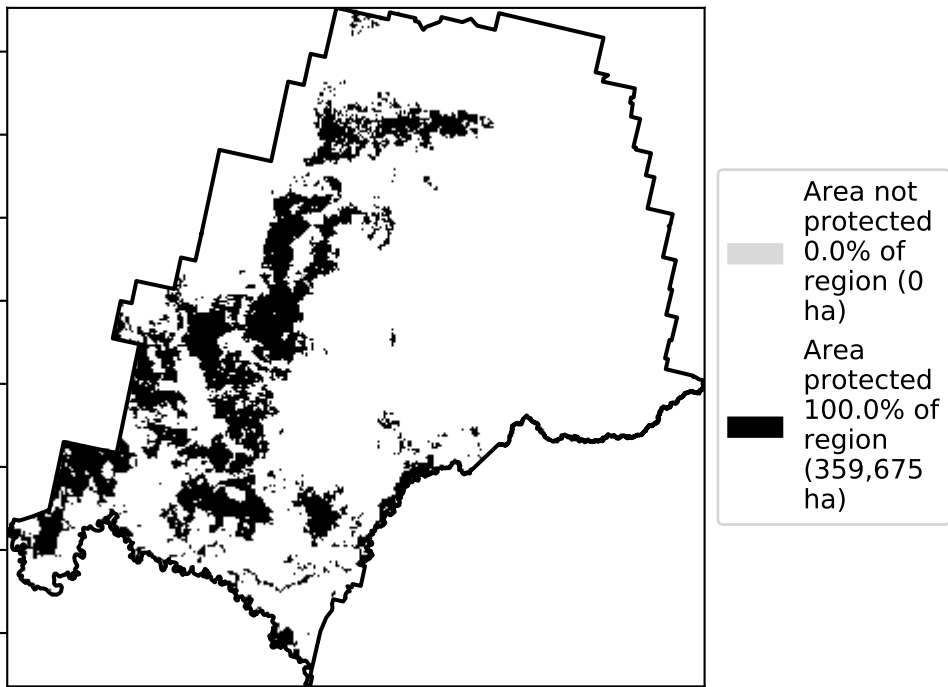 Area not
protected
0.0% of
region (0
ha)
Area
protected
100.0% of
region
(359,675
ha)